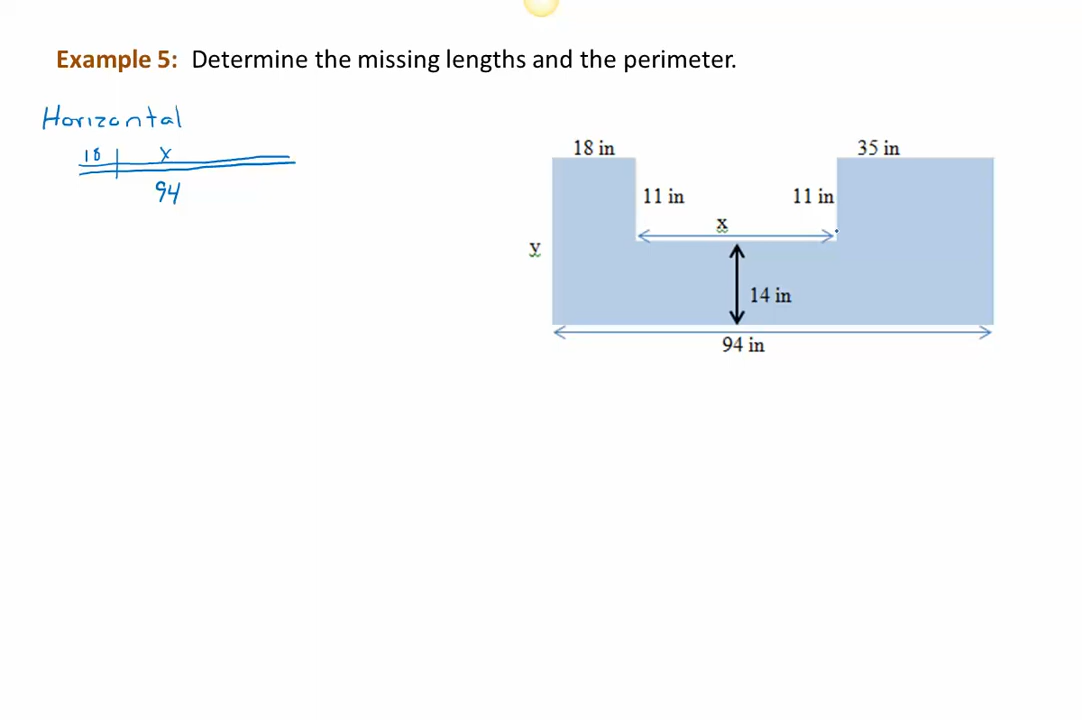 Example 5: Determine the missing lengths and the perimeter.
Horizontal
18 x
94
18 in 35 in
11 in 11 in
x
y
14 in
94 in